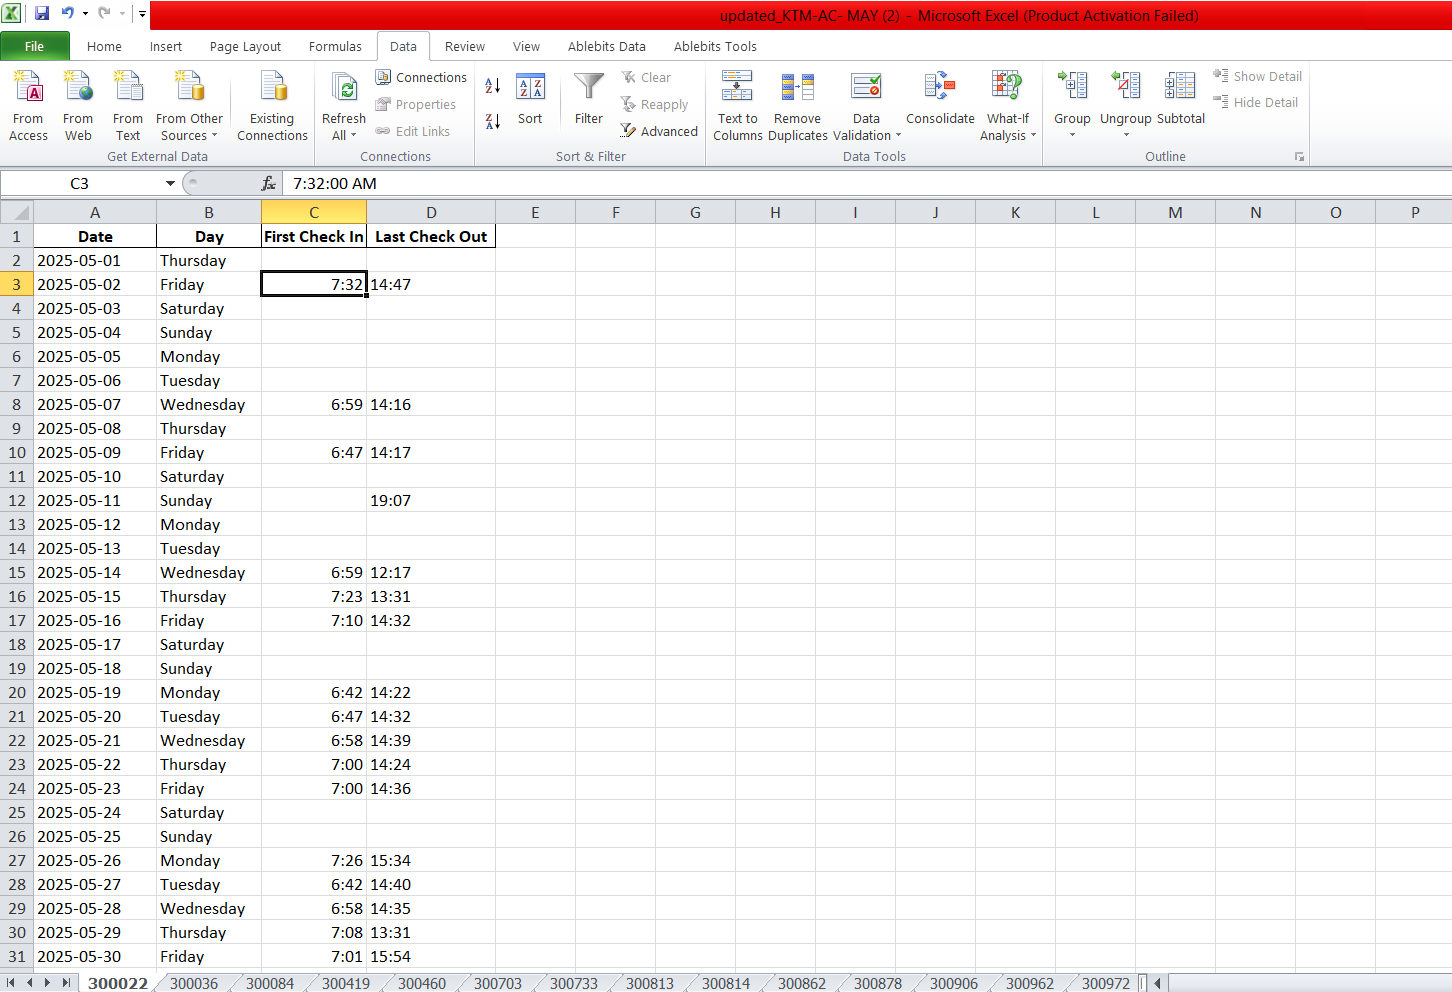 updated_KTM-AC- MAY (2) - Microsoft Excel (Product Activation Failed)
File Home Insert Page Layout Formulas Data Review View Ablebits Data Ablebits Tools
From Access From Web From Text From Other Sources Existing Connections Refresh All Connections Properties Edit Links Sort Filter Clear Reapply Advanced Text to Columns Remove Duplicates Data Validation Consolidate What-If Analysis Group Ungroup Subtotal Show Detail Hide Detail
Get External Data Connections Sort & Filter Data Tools Outline
C3 fx 7:32:00 AM
A B C D E F G H I J K L M N O P
1 Date Day First Check In Last Check Out
2 2025-05-01 Thursday
3 2025-05-02 Friday 7:32 14:47
4 2025-05-03 Saturday
5 2025-05-04 Sunday
6 2025-05-05 Monday
7 2025-05-06 Tuesday
8 2025-05-07 Wednesday 6:59 14:16
9 2025-05-08 Thursday
10 2025-05-09 Friday 6:47 14:17
11 2025-05-10 Saturday
12 2025-05-11 Sunday 19:07
13 2025-05-12 Monday
14 2025-05-13 Tuesday
15 2025-05-14 Wednesday 6:59 12:17
16 2025-05-15 Thursday 7:23 13:31
17 2025-05-16 Friday 7:10 14:32
18 2025-05-17 Saturday
19 2025-05-18 Sunday
20 2025-05-19 Monday 6:42 14:22
21 2025-05-20 Tuesday 6:47 14:32
22 2025-05-21 Wednesday 6:58 14:39
23 2025-05-22 Thursday 7:00 14:24
24 2025-05-23 Friday 7:00 14:36
25 2025-05-24 Saturday
26 2025-05-25 Sunday
27 2025-05-26 Monday 7:26 15:34
28 2025-05-27 Tuesday 6:42 14:40
29 2025-05-28 Wednesday 6:58 14:35
30 2025-05-29 Thursday 7:08 13:31
31 2025-05-30 Friday 7:01 15:54
300022 300036 300084 300419 300460 300703 300733 300813 300814 300862 300878 300906 300962 300972